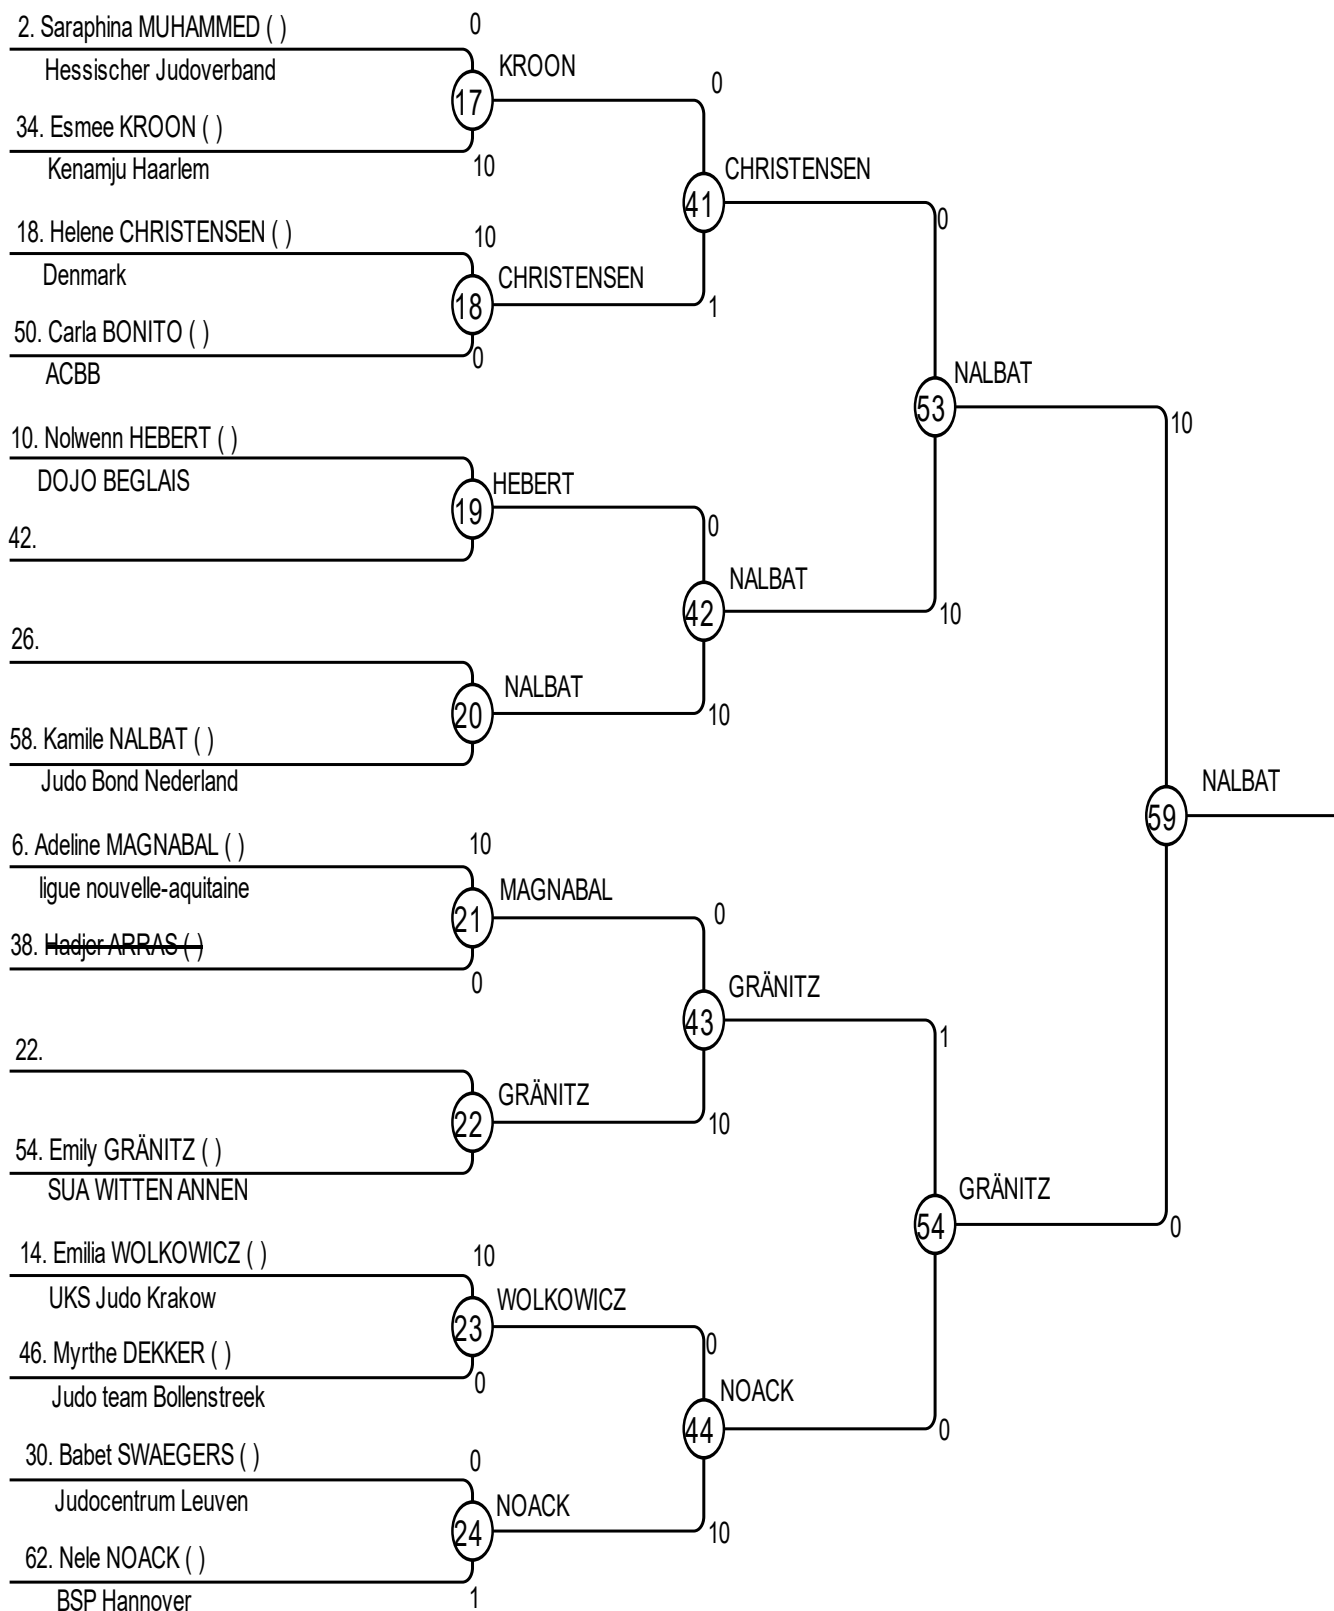 2. Saraphina MUHAMMED ( )
0
Hessischer Judoverband
KROON
0
17
34. Esmee KROON ( )
10
Kenamju Haarlem
CHRISTENSEN
41
0
18. Helene CHRISTENSEN ( )
10
Denmark
CHRISTENSEN
1
18
50. Carla BONITO ( )
0
ACBB
NALBAT
53
10
10. Nolwenn HEBERT ( )
DOJO BEGLAIS
HEBERT
0
19
42.
NALBAT
42
10
26.
NALBAT
10
20
58. Kamile NALBAT ( )
Judo Bond Nederland
NALBAT
59
6. Adeline MAGNABAL ( )
10
ligue nouvelle-aquitaine
MAGNABAL
0
21
38. Hadjer ARRAS ( )
0
GRÄNITZ
43
1
22.
GRÄNITZ
10
22
54. Emily GRÄNITZ ( )
SUA WITTEN ANNEN
GRÄNITZ
54
0
14. Emilia WOLKOWICZ ( )
10
UKS Judo Krakow
WOLKOWICZ
0
23
46. Myrthe DEKKER ( )
0
Judo team Bollenstreek
NOACK
44
0
30. Babet SWAEGERS ( )
0
Judocentrum Leuven
NOACK
10
24
62. Nele NOACK ( )
1
BSP Hannover